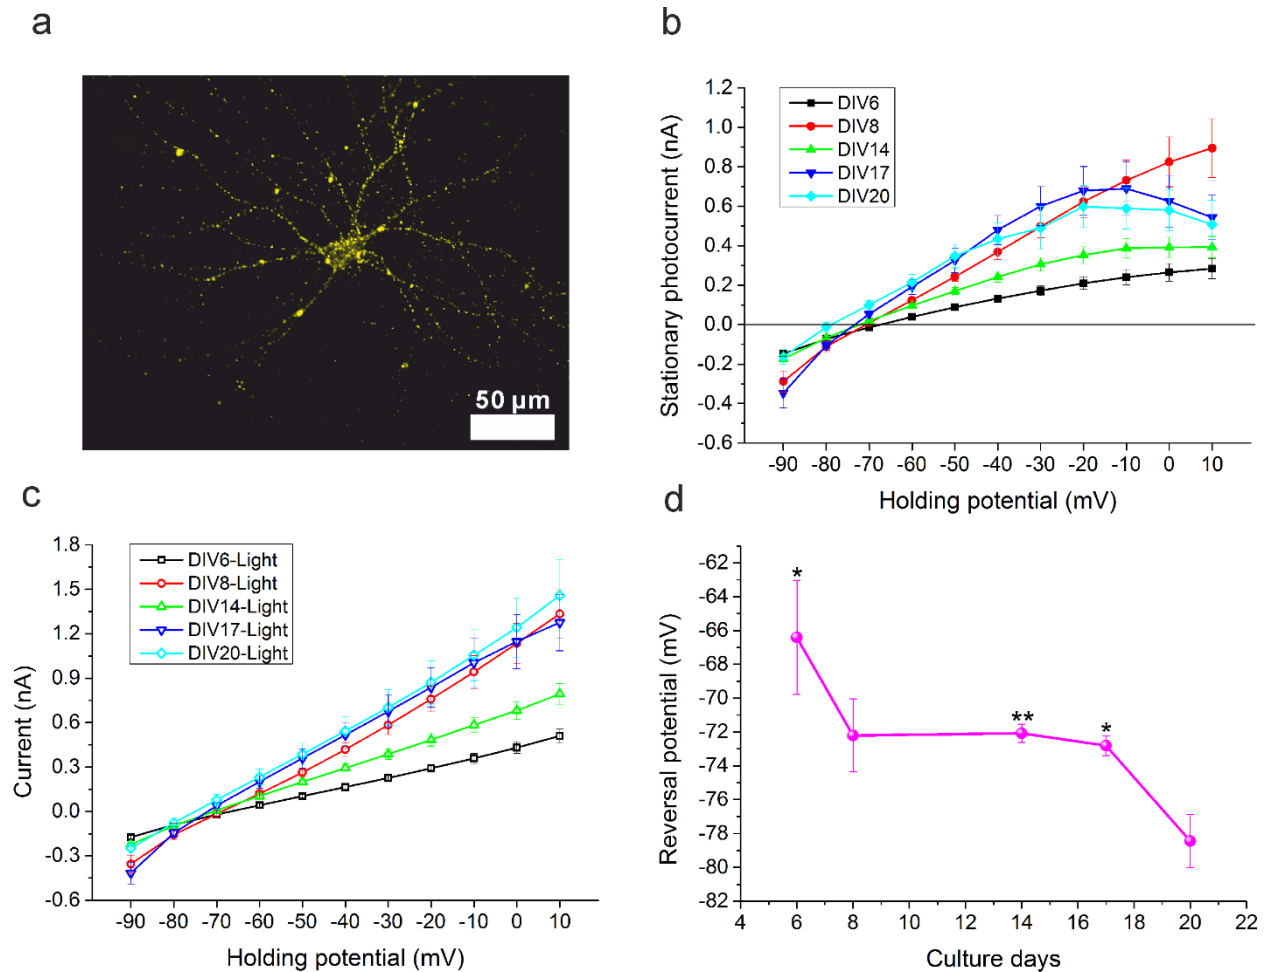 a
50 µm
b
Stationary photocurrent (nA)
1.2
1.0
0.8
0.6
0.4
0.2
0.0
-0.2
-0.4
-0.6
DIV6
DIV8
DIV14
DIV17
DIV20
-90 -80 -70 -60 -50 -40 -30 -20 -10 0 10
Holding potential (mV)
c
Current (nA)
1.8
1.5
1.2
0.9
0.6
0.3
0.0
-0.3
-0.6
DIV6-Light
DIV8-Light
DIV14-Light
DIV17-Light
DIV20-Light
-90 -80 -70 -60 -50 -40 -30 -20 -10 0 10
Holding potential (mV)
d
Reversal potential (mV)
-62
-64
-66
-68
-70
-72
-74
-76
-78
-80
-82
*
**
*
4 6 8 10 12 14 16 18 20 22
Culture days